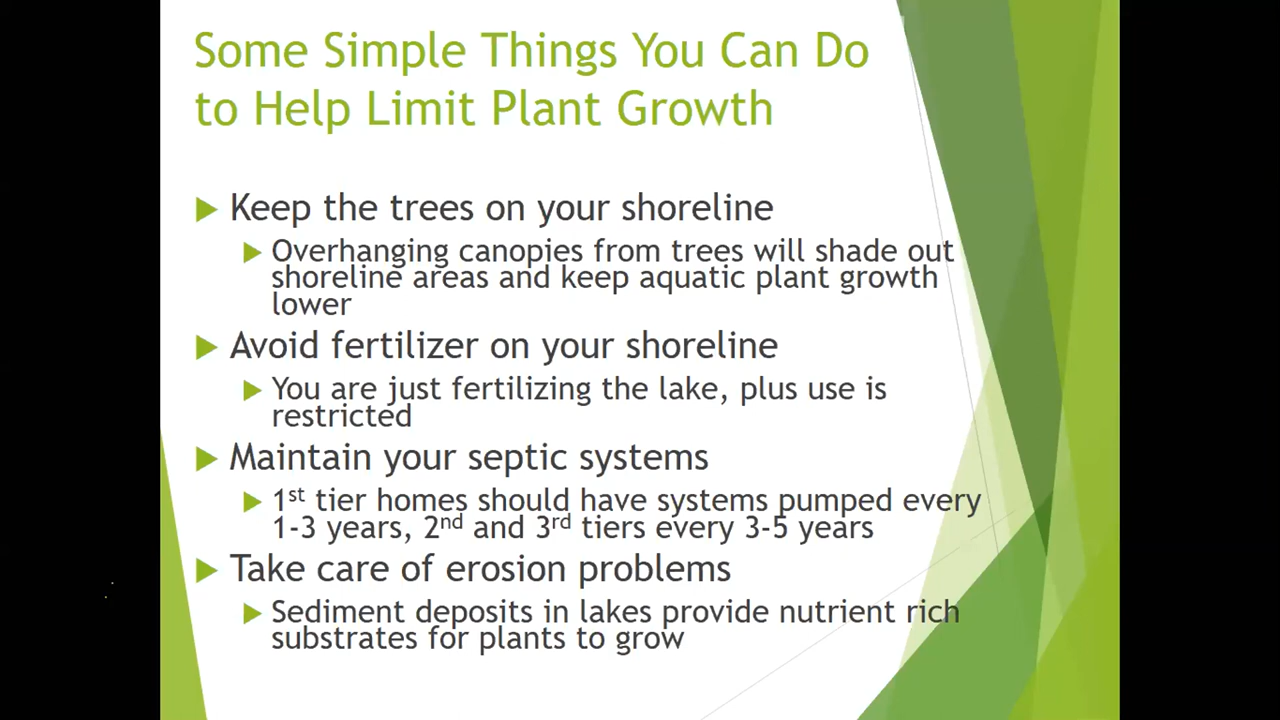 Some Simple Things You Can Do
to Help Limit Plant Growth
Keep the trees on your shoreline
Overhanging canopies from trees will shade out
shoreline areas and keep aquatic plant growth
lower
Avoid fertilizer on your shoreline
You are just fertilizing the lake, plus use is
restricted
Maintain your septic systems
1st tier homes should have systems pumped every
1-3 years, 2nd and 3rd tiers every 3-5 years
Take care of erosion problems
Sediment deposits in lakes provide nutrient rich
substrates for plants to grow